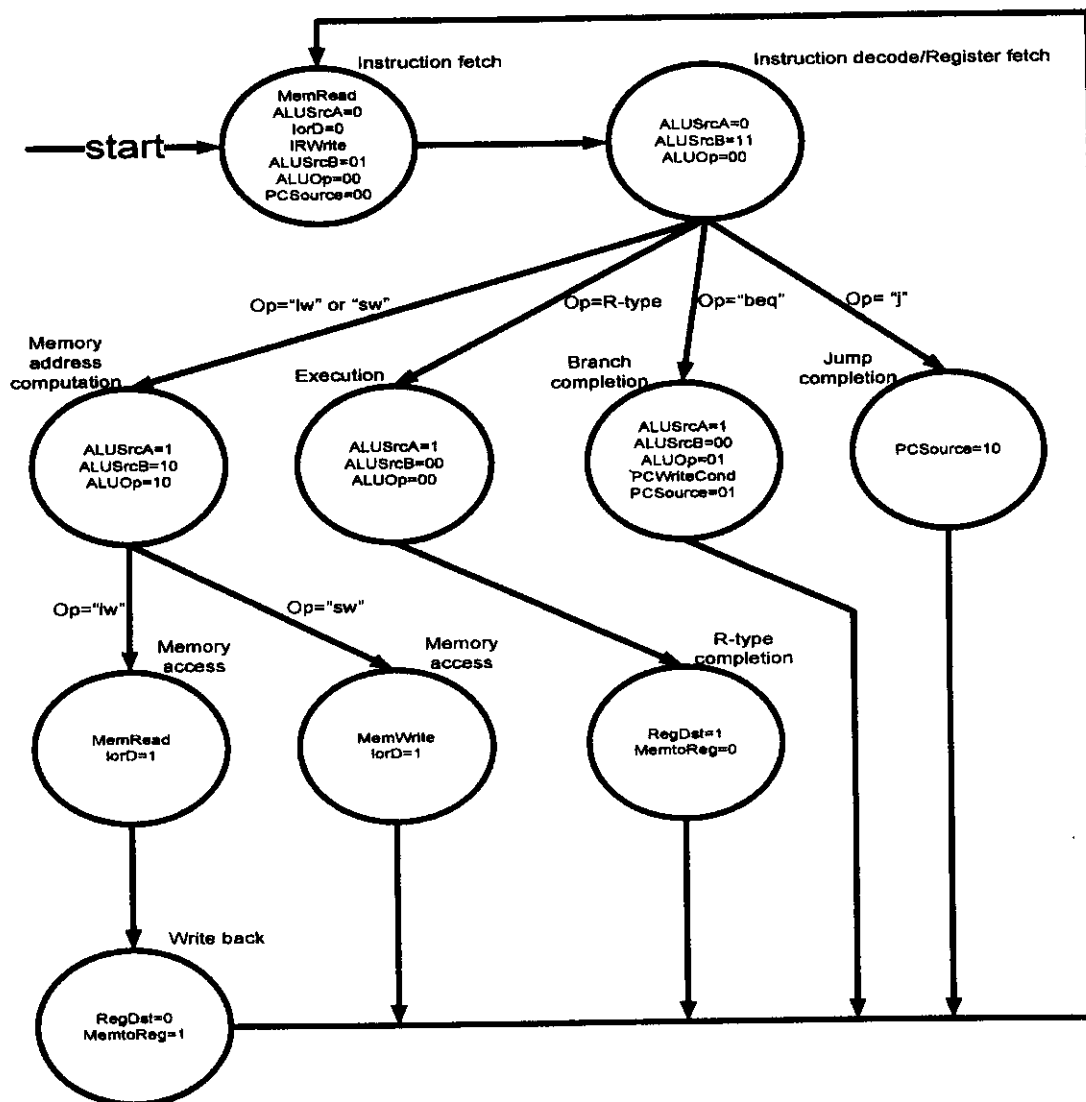 Instruction fetch
MemRead
ALUSrcA=0
IorD=0
IRWrite
ALUSrcB=01
ALUOp=00
PCSource=00
start
Instruction decode/Register fetch
ALUSrcA=0
ALUSrcB=11
ALUOp=00
Op="lw" or "sw"
Op=R-type
Op="beq"
Op= "j"
Memory
address
computation
ALUSrcA=1
ALUSrcB=10
ALUOp=10
Execution
ALUSrcA=1
ALUSrcB=00
ALUOp=00
Branch
completion
ALUSrcA=1
ALUSrcB=00
ALUOp=01
PCWriteCond
PCSource=01
Jump
completion
PCSource=10
Op="lw"
Op="sw"
Memory
access
MemRead
IorD=1
Memory
access
MemWrite
IorD=1
R-type
completion
RegDst=1
MemtoReg=0
Write back
RegDst=0
MemtoReg=1